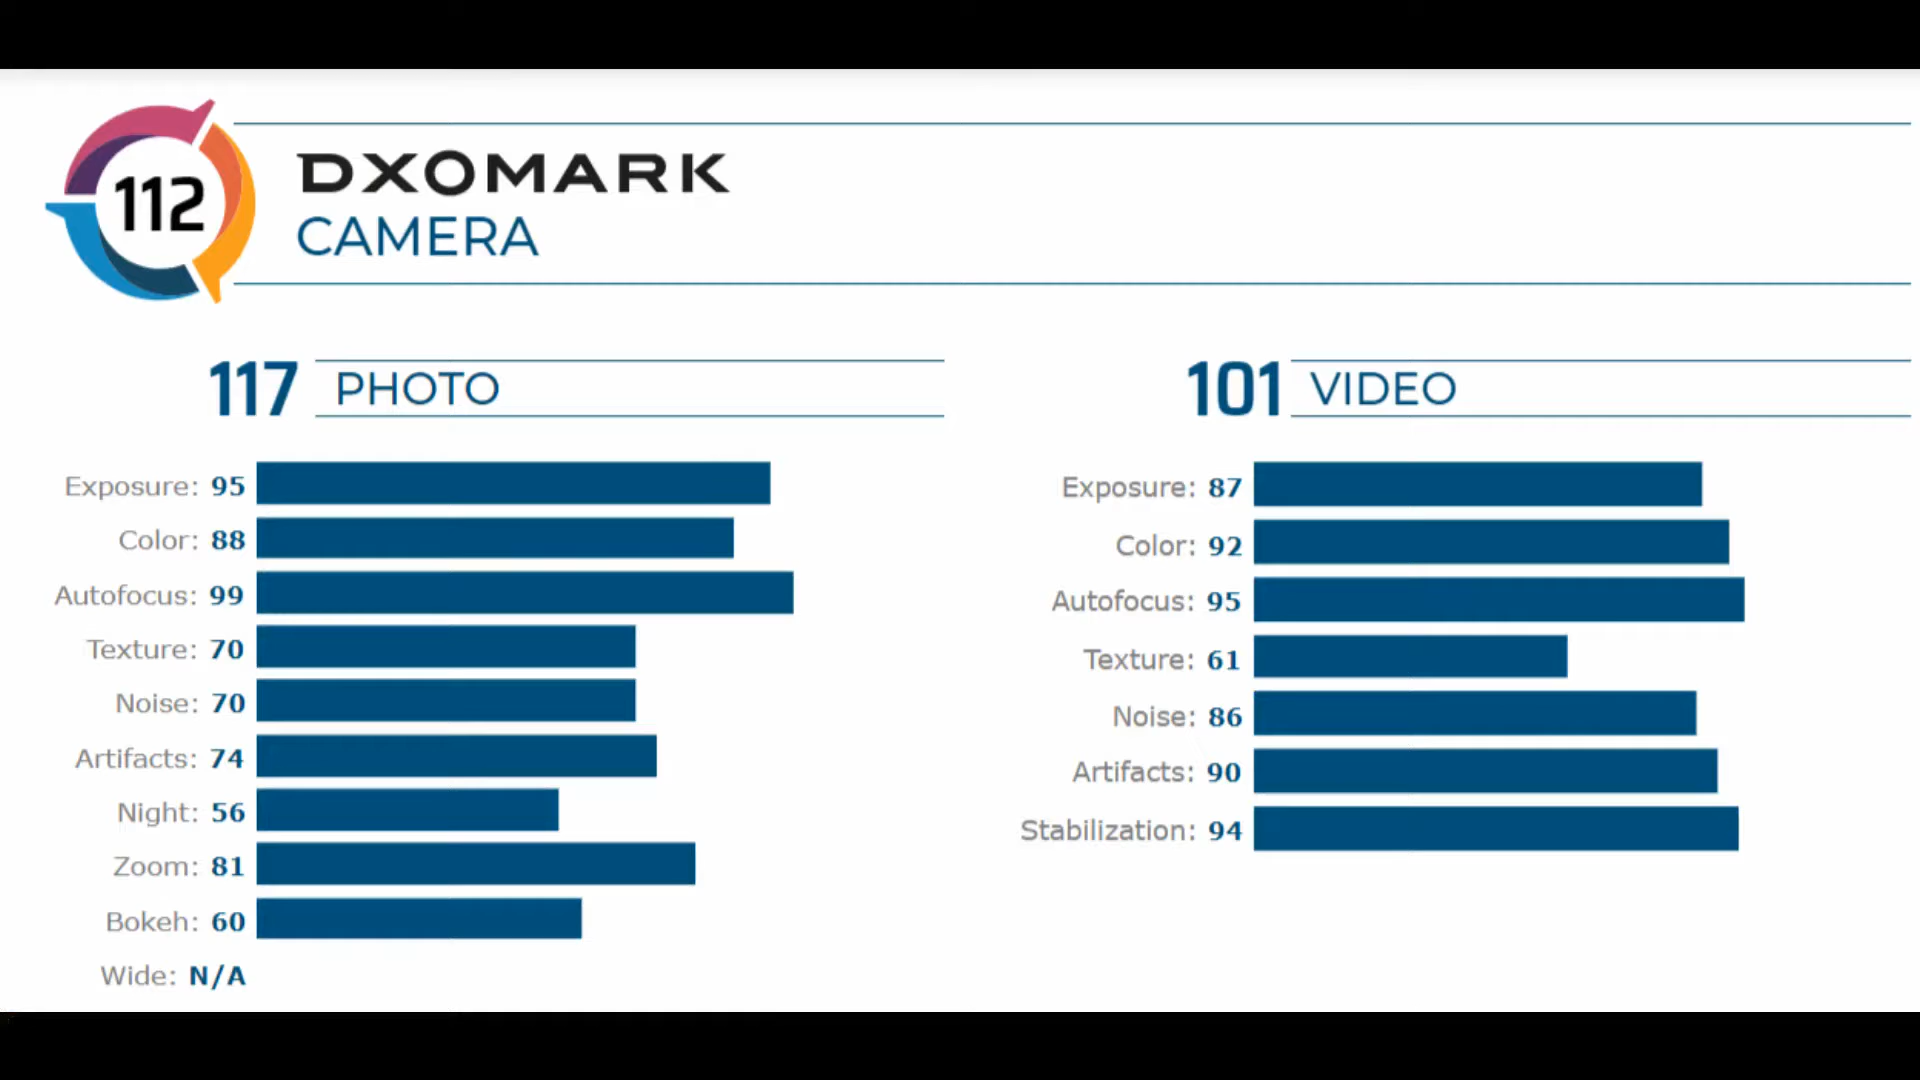 112
DXOMARK
CAMERA
117 PHOTO
Exposure: 95
Color: 88
Autofocus: 99
Texture: 70
Noise: 70
Artifacts: 74
Night: 56
Zoom: 81
Bokeh: 60
Wide: N/A
101 VIDEO
Exposure: 87
Color: 92
Autofocus: 95
Texture: 61
Noise: 86
Artifacts: 90
Stabilization: 94